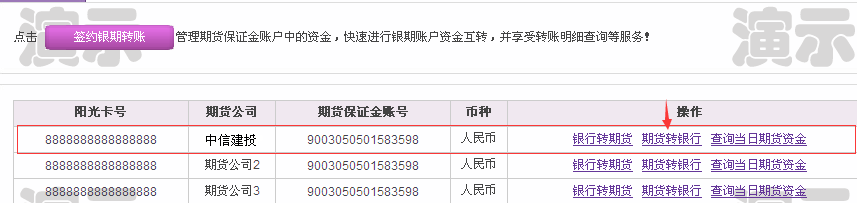 演示 演示
点击 签约银期转账 管理期货保证金账户中的资金，快速进行银期账户资金互转，并享受转账明细查询等服务！
阳光卡号 期货公司 期货保证金账号 币种 操作
8888888888888888 中信建投 9003050501583598 人民币 银行转期货 期货转银行 查询当日期货资金
8888888888888888 期货公司2 9003050501583598 人民币 银行转期货 期货转银行 查询当日期货资金
8888888888888888 期货公司3 9003050501583598 人民币 银行转期货 期货转银行 查询当日期货资金